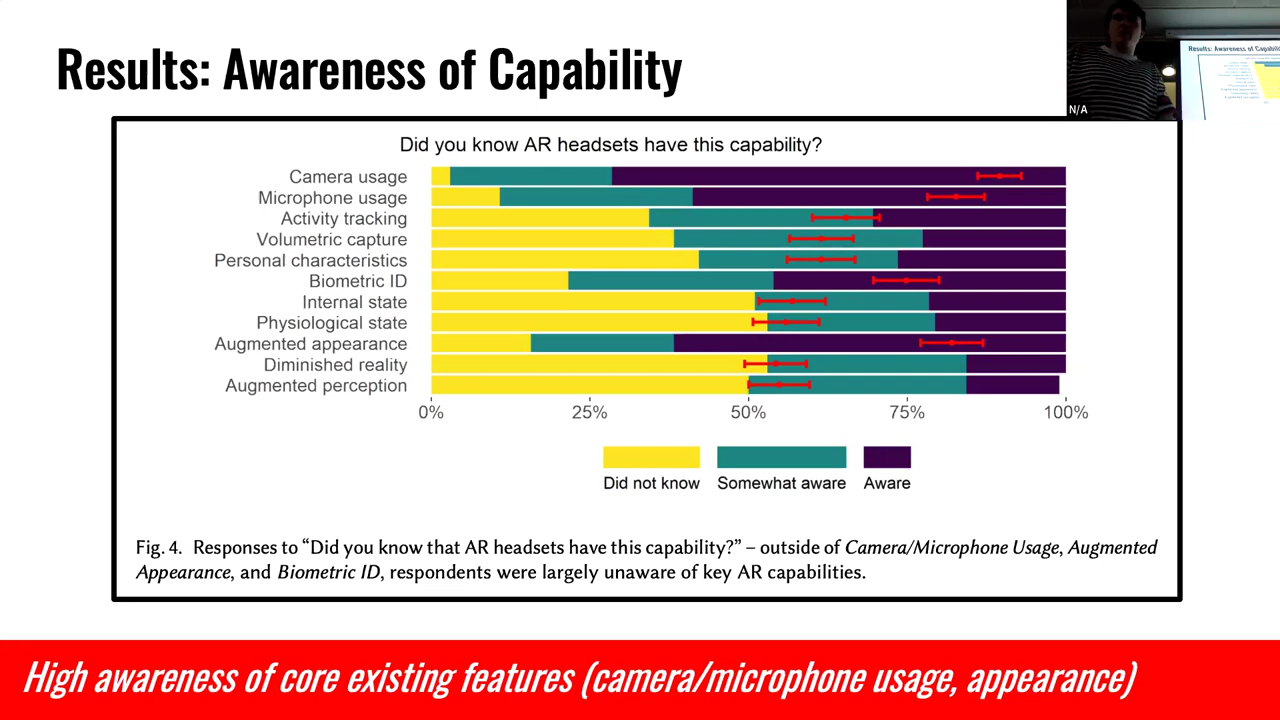 Results: Awareness of Capability
N/A
Results: Awareness of Capabili
Did you know AR headsets have this capability?
Camera usage
Microphone usage
Activity tracking
Volumetric capture
Personal characteristics
Biometric ID
Internal state
Physiological state
Augmented appearance
Diminished reality
Augmented perception
0% 25% 50% 75% 100%
Did not know Somewhat aware Aware
Fig. 4. Responses to “Did you know that AR headsets have this capability?” – outside of Camera/Microphone Usage, Augmented
Appearance, and Biometric ID, respondents were largely unaware of key AR capabilities.
High awareness of core existing features (camera/microphone usage, appearance)